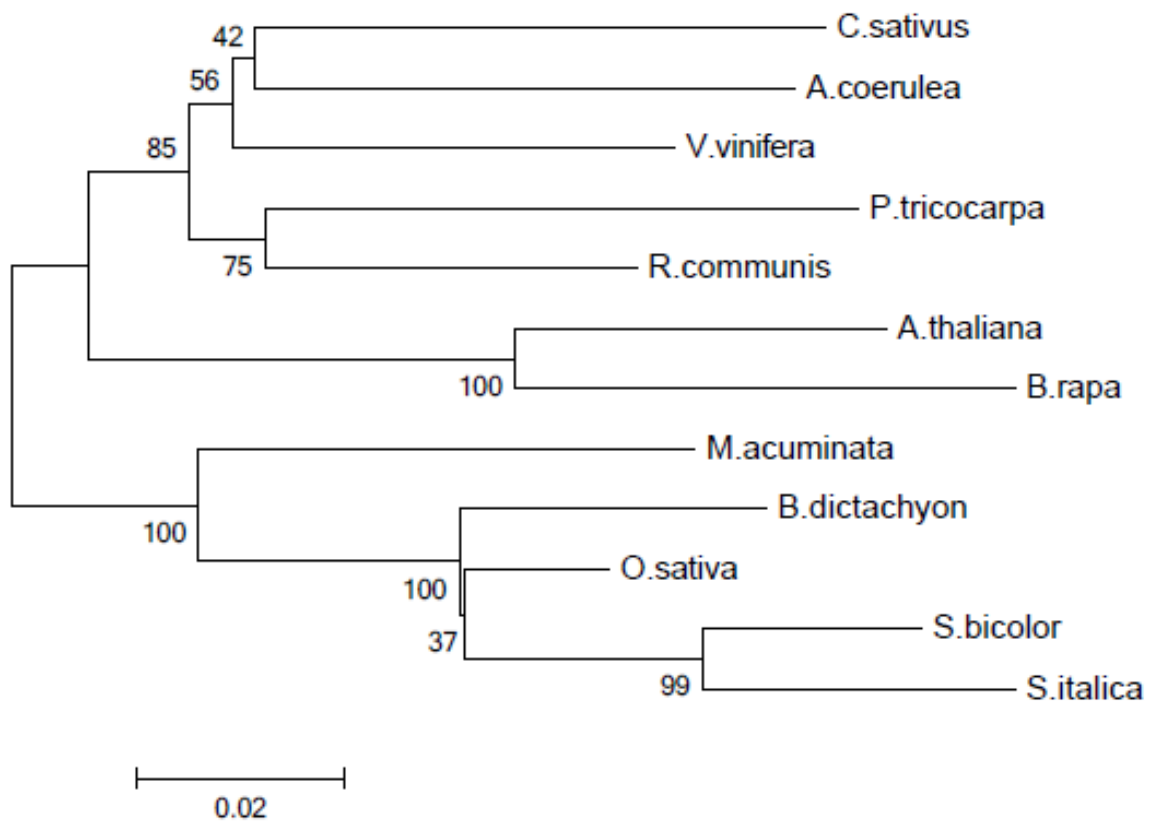 C.sativus
42
A.coerulea
56
V.vinifera
85
P.tricocarpa
75
R.communis
A.thaliana
100
B.rapa
M.acuminata
100
B.dictachyon
100
O.sativa
37
S.bicolor
99
S.italica
0.02